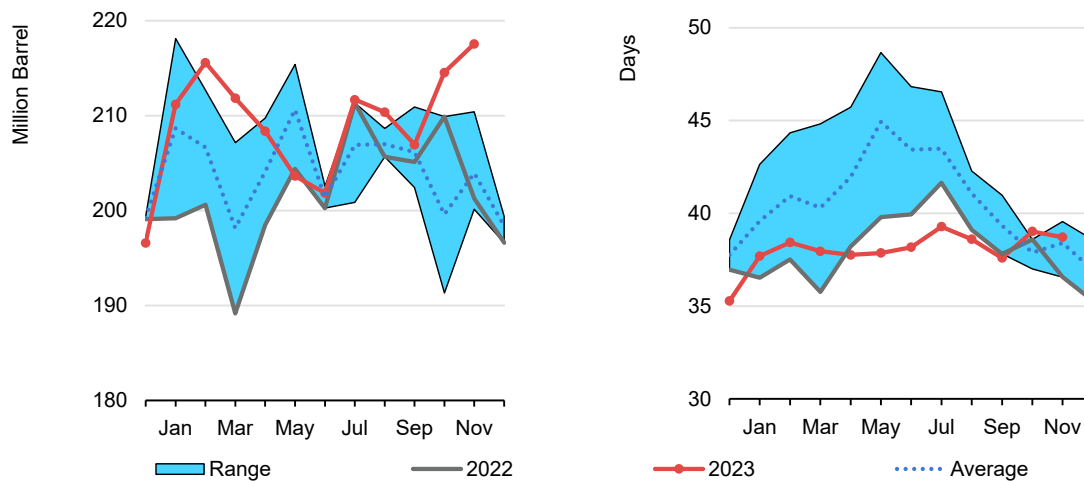 Million Barrel
220
210
200
190
180
Jan Mar May Jul Sep Nov
Days
50
45
40
35
30
Jan Mar May Jul Sep Nov
Range 2022 2023 Average